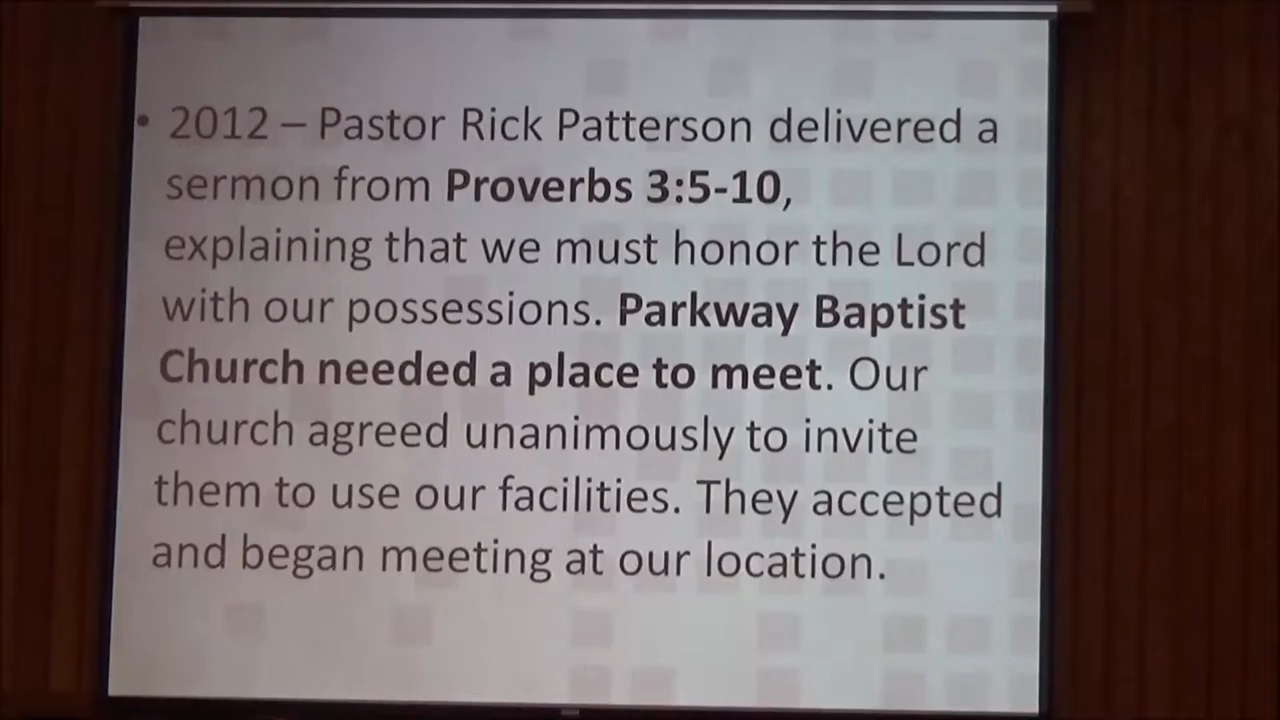 • 2012 – Pastor Rick Patterson delivered a
sermon from Proverbs 3:5-10,
explaining that we must honor the Lord
with our possessions. Parkway Baptist
Church needed a place to meet. Our
church agreed unanimously to invite
them to use our facilities. They accepted
and began meeting at our location.